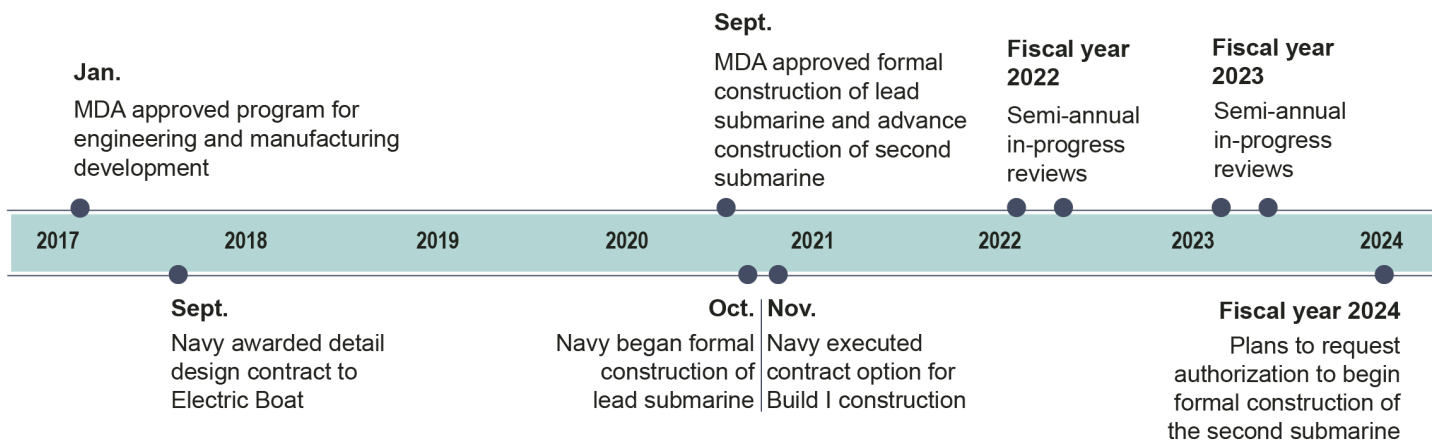 Jan.
MDA approved program for
engineering and manufacturing
development
Sept.
MDA approved formal
construction of lead
submarine and advance
construction of second
submarine
Fiscal year
2022
Semi-annual
in-progress
reviews
Fiscal year
2023
Semi-annual
in-progress
reviews
2017 2018 2019 2020 2021 2022 2023 2024
Sept.
Navy awarded detail
design contract to
Electric Boat
Oct.
Navy began formal
construction of
lead submarine
Nov.
Navy executed
contract option for
Build I construction
Fiscal year 2024
Plans to request
authorization to begin
formal construction of
the second submarine